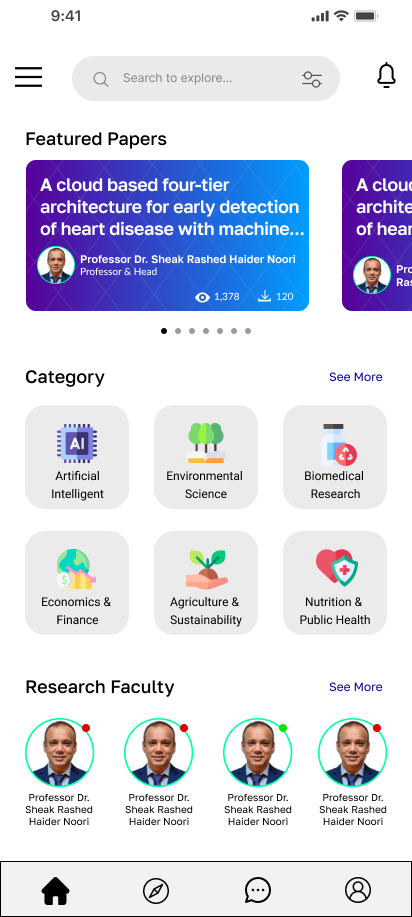 9:41
Search to explore...
Featured Papers
A cloud based four-tier
architecture for early detection
of heart disease with machine...
Professor Dr. Sheak Rashed Haider Noori
Professor & Head
1,378
120
A clou
archite
of hear
Pro
Ras
Category
See More
AI
Artificial
Intelligent
Environmental
Science
Biomedical
Research
$
Economics &
Finance
Agriculture &
Sustainability
Nutrition &
Public Health
Research Faculty
See More
Professor Dr.
Sheak Rashed
Haider Noori
Professor Dr.
Sheak Rashed
Haider Noori
Professor Dr.
Sheak Rashed
Haider Noori
Professor Dr.
Sheak Rashed
Haider Noori